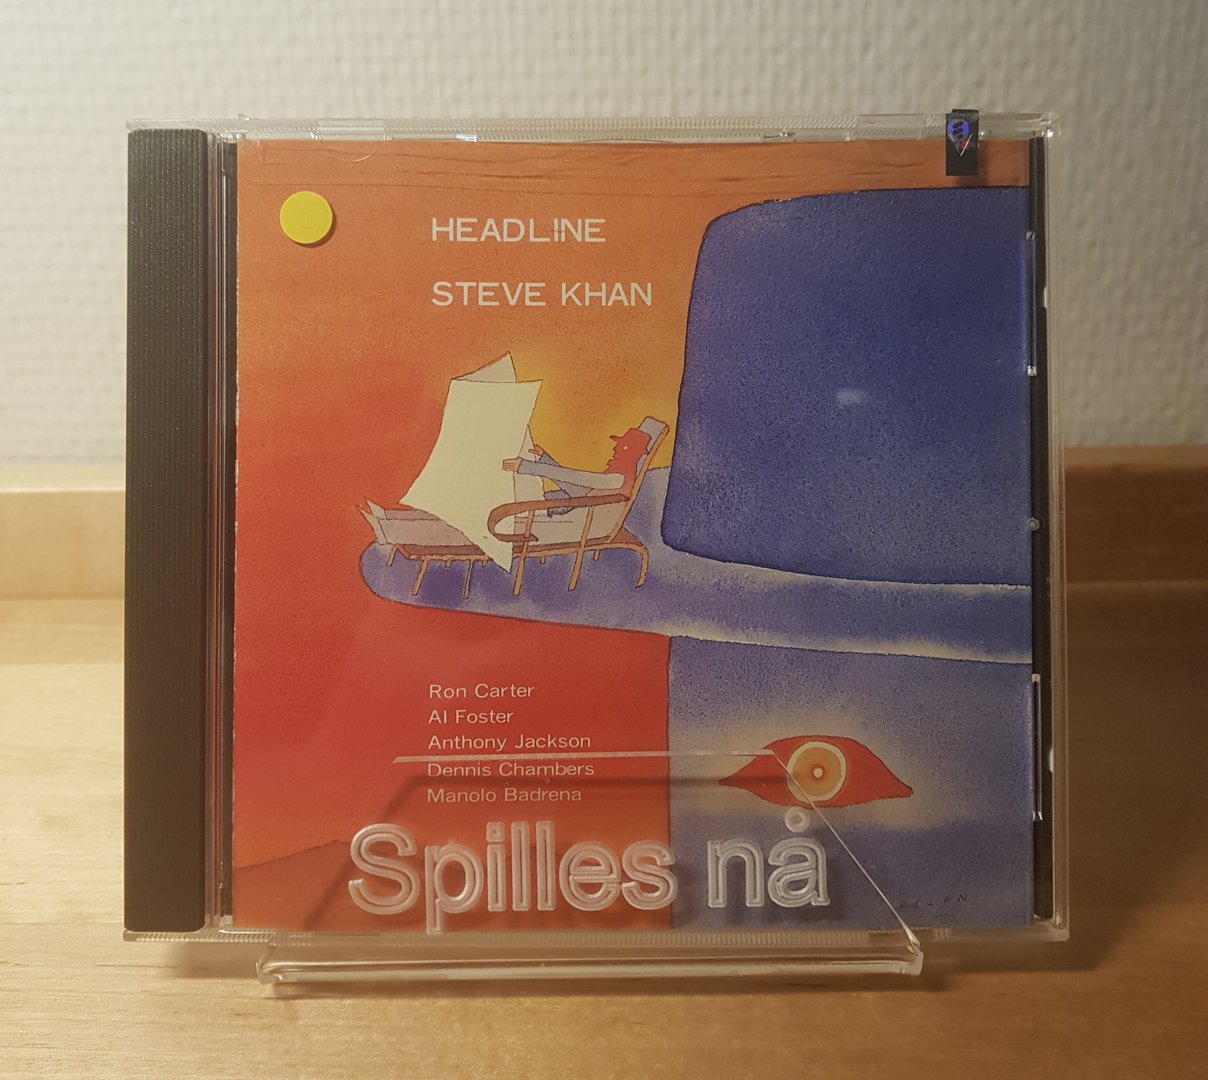 HEADLINE
STEVE KHAN
Ron Carter
Al Foster
Anthony Jackson
Dennis Chambers
Manolo Badrena
Spilles nå